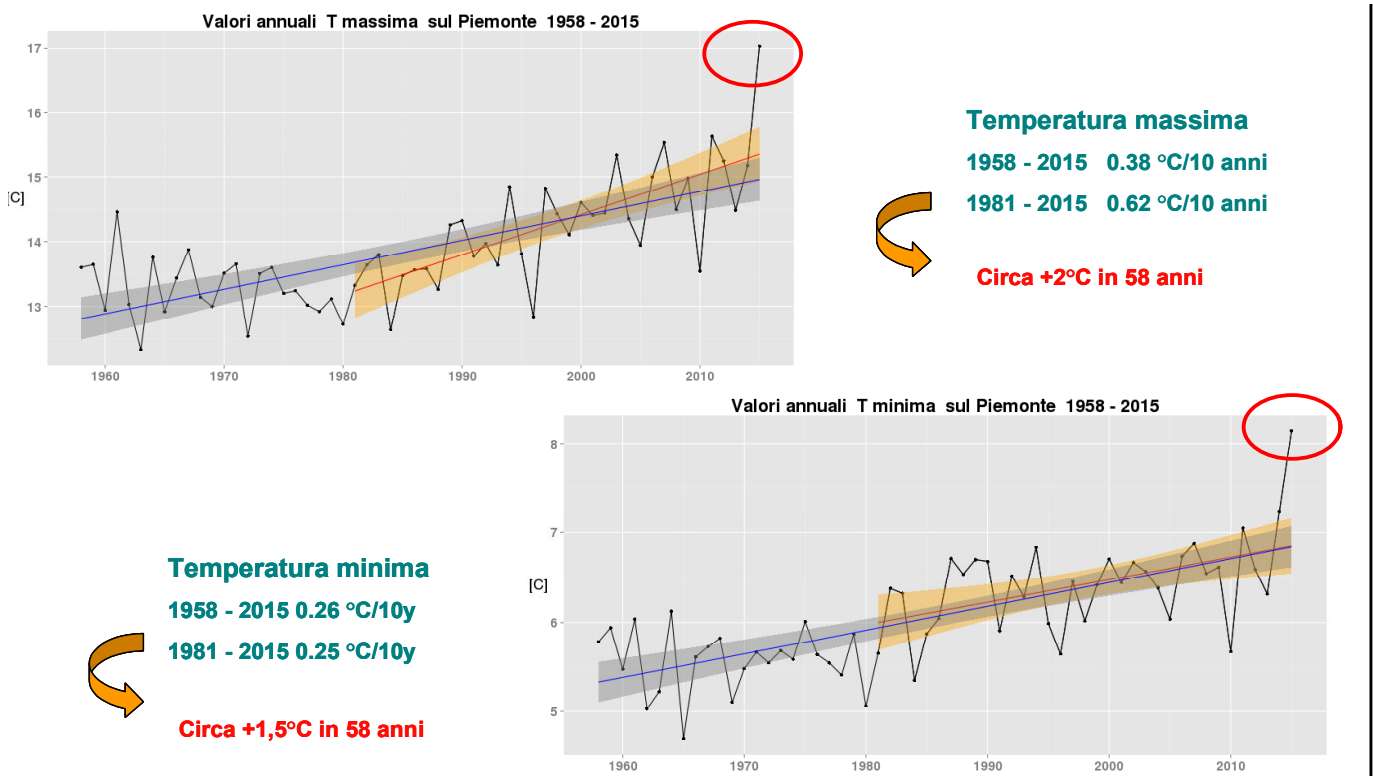 Valori annuali T massima sul Piemonte 1958 - 2015
17
16
15
14
13
[C]
1960 1970 1980 1990 2000 2010
Temperatura massima
1958 - 2015 0.38 °C/10 anni
1981 - 2015 0.62 °C/10 anni
Circa +2°C in 58 anni
Valori annuali T minima sul Piemonte 1958 - 2015
8
7
6
5
[C]
1960 1970 1980 1990 2000 2010
Temperatura minima
1958 - 2015 0.26 °C/10y
1981 - 2015 0.25 °C/10y
Circa +1,5°C in 58 anni